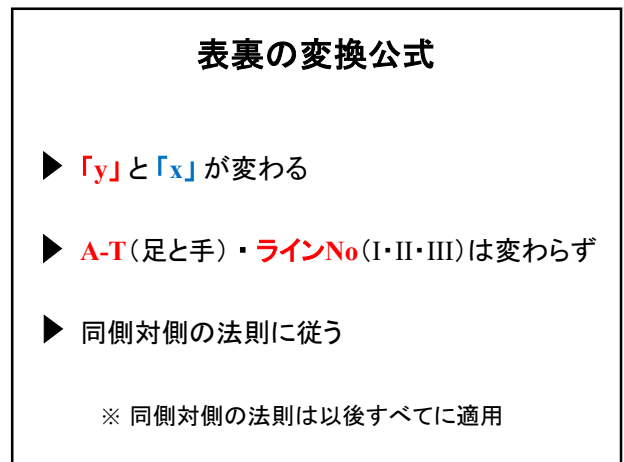 表裏の変換公式
▶ 「y」と「x」が変わる
▶ A-T(足と手)・ラインNo(I・II・III)は変わらず
▶ 同側対側の法則に従う
※ 同側対側の法則は以後すべてに適用